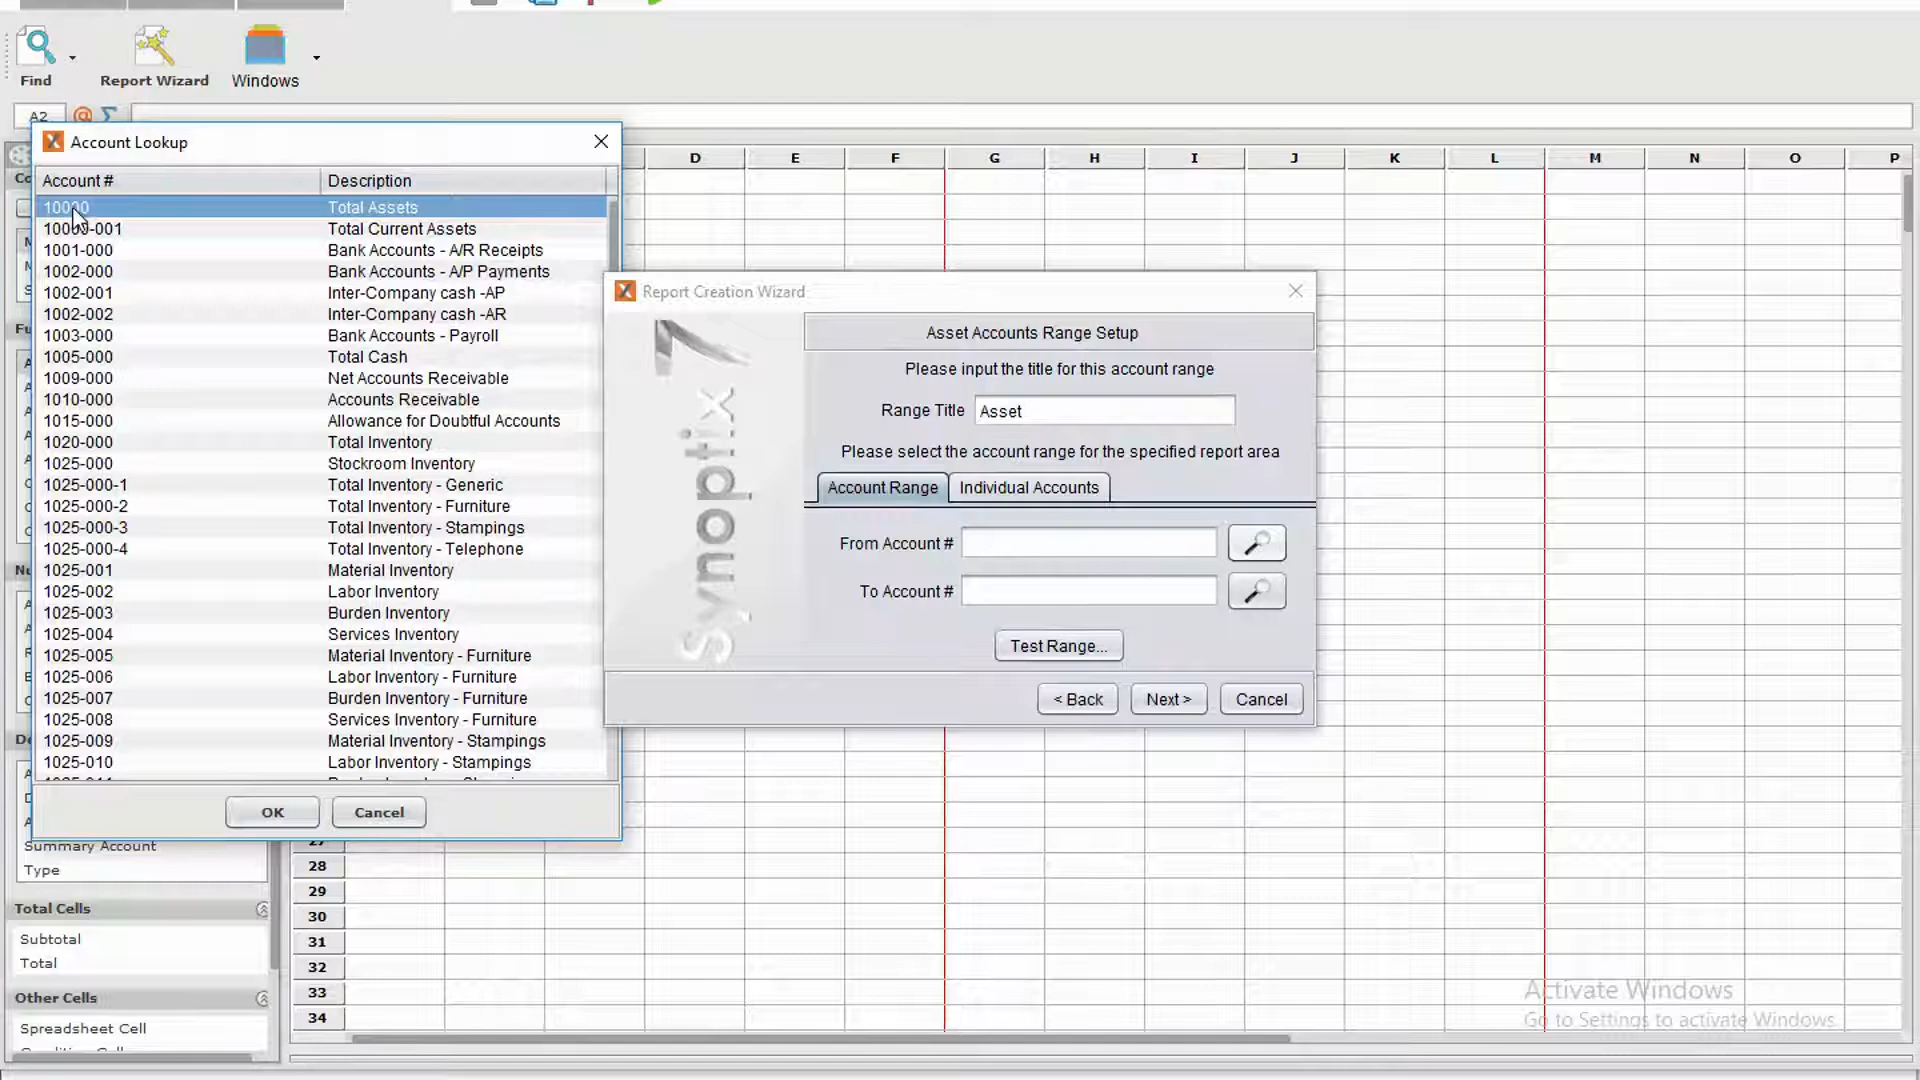 Find
Report Wizard
Windows
A2
Account Lookup
D E F G H I J K L M N O P
Account # Description
10000 Total Assets
10000-001 Total Current Assets
1001-000 Bank Accounts - A/R Receipts
1002-000 Bank Accounts - A/P Payments
1002-001 Inter-Company cash -AP
1002-002 Inter-Company cash -AR
1003-000 Bank Accounts - Payroll
1005-000 Total Cash
1009-000 Net Accounts Receivable
1010-000 Accounts Receivable
1015-000 Allowance for Doubtful Accounts
1020-000 Total Inventory
1025-000 Stockroom Inventory
1025-000-1 Total Inventory - Generic
1025-000-2 Total Inventory - Furniture
1025-000-3 Total Inventory - Stampings
1025-000-4 Total Inventory - Telephone
1025-001 Material Inventory
1025-002 Labor Inventory
1025-003 Burden Inventory
1025-004 Services Inventory
1025-005 Material Inventory - Furniture
1025-006 Labor Inventory - Furniture
1025-007 Burden Inventory - Furniture
1025-008 Services Inventory - Furniture
1025-009 Material Inventory - Stampings
1025-010 Labor Inventory - Stampings
OK Cancel
Report Creation Wizard
synoptix 7
Asset Accounts Range Setup
Please input the title for this account range
Range Title Asset
Please select the account range for the specified report area
Account Range Individual Accounts
From Account #
To Account #
Test Range...
< Back Next > Cancel
Summary Account
Type
Total Cells
Subtotal
Total
Other Cells
Spreadsheet Cell
27
28
29
30
31
32
33
34
Activate Windows
Go to Settings to activate Windows.